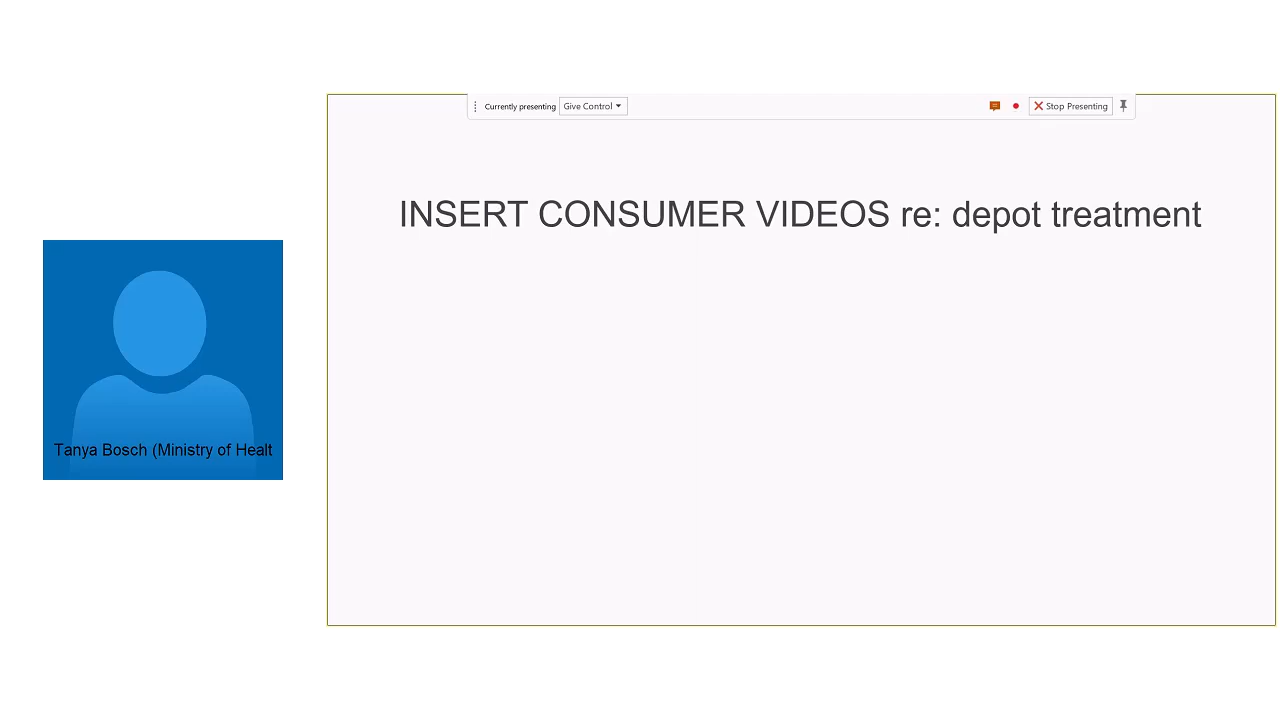 Currently presenting Give Control Stop Presenting
INSERT CONSUMER VIDEOS re: depot treatment
Tanya Bosch (Ministry of Healt